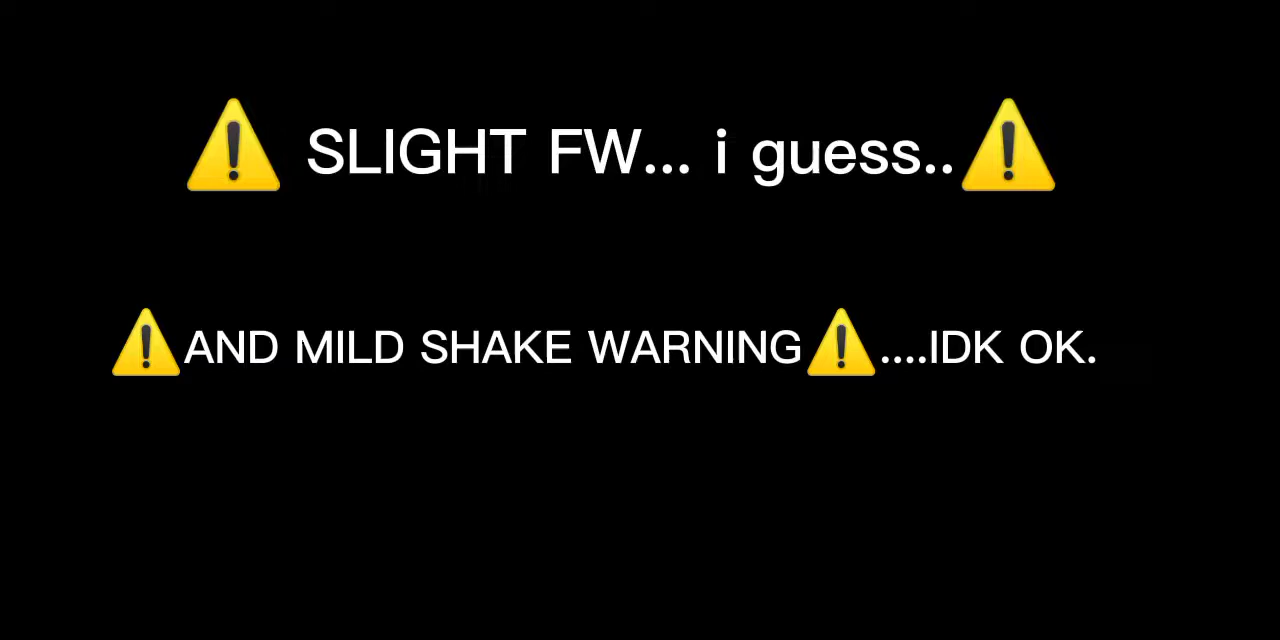 ⚠️ SLIGHT FW... i guess..⚠️
⚠️AND MILD SHAKE WARNING⚠️....IDK OK.